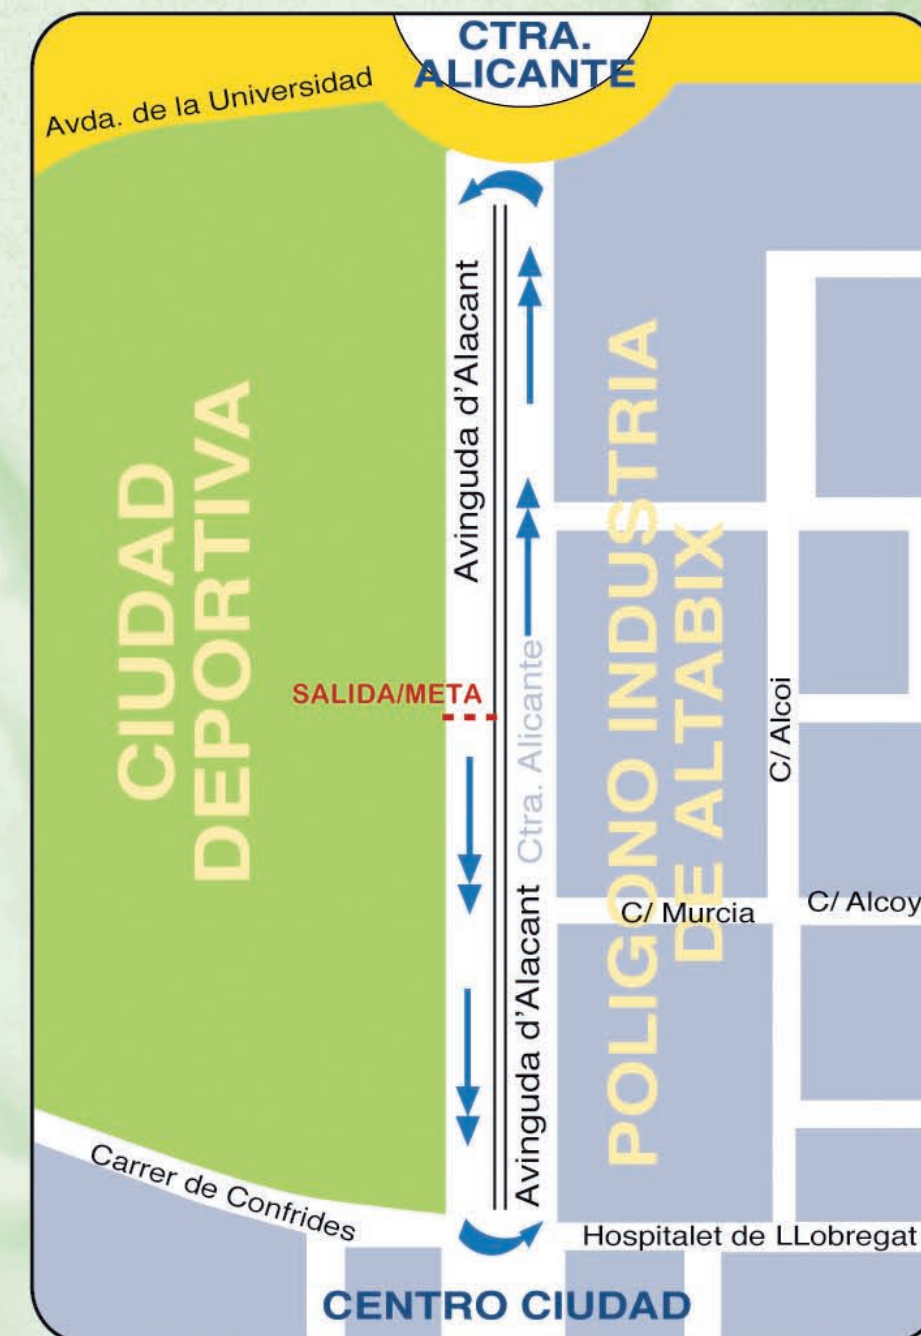 CTRA.
ALICANTE
Avda. de la Universidad
Avinguda d'Alacant
CIUDAD
DEPORTIVA
POLIGONO INDUSTRIA
DE ALTABIX
SALIDA/META
Ctra. Alicante
C/ Alcoi
Avinguda d'Alacant
C/ Murcia
C/ Alcoy
Carrer de Confrides
Hospitalet de LLobregat
CENTRO CIUDAD